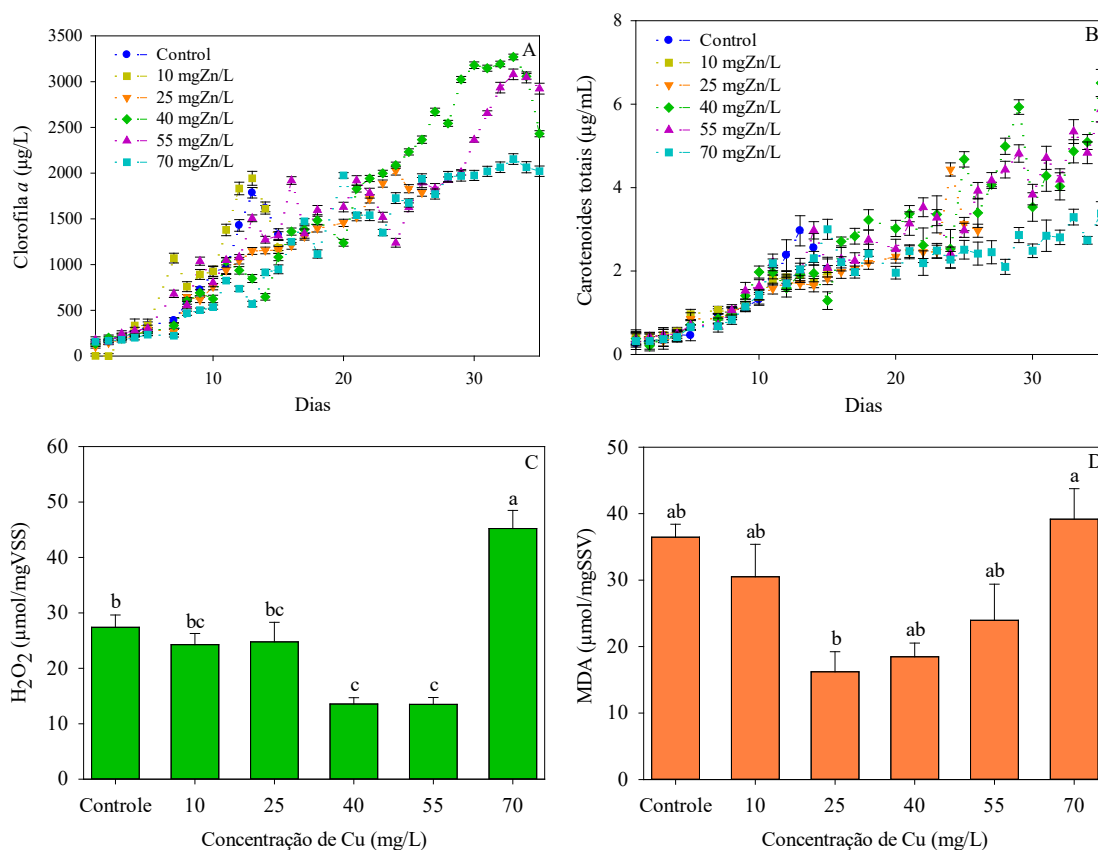 A
Clorofila a (µg/L)
3500
3000
2500
2000
1500
1000
500
0
Control
10 mgZn/L
25 mgZn/L
40 mgZn/L
55 mgZn/L
70 mgZn/L
10
20
30
Dias
B
Carotenoides totais (µg/mL)
8
6
4
2
0
Control
10 mgZn/L
25 mgZn/L
40 mgZn/L
55 mgZn/L
70 mgZn/L
10
20
30
Dias
C
H2O2 (µmol/mgVSS)
60
50
40
30
20
10
0
b
bc
bc
c
c
a
Controle
10
25
40
55
70
Concentração de Cu (mg/L)
D
MDA (µmol/mgSSV)
50
40
30
20
10
0
ab
ab
b
ab
ab
a
Controle
10
25
40
55
70
Concentração de Cu (mg/L)